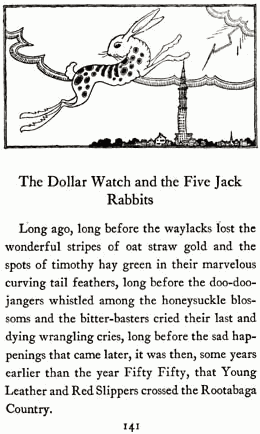 The Dollar Watch and the Five Jack
Rabbits
Long ago, long before the waylacks lost the
wonderful stripes of oat straw gold and the
spots of timothy hay green in their marvelous
curving tail feathers, long before the doo-doo-
jangers whistled among the honeysuckle blos-
soms and the bitter-basters cried their last and
dying wrangling cries, long before the sad hap-
penings that came later, it was then, some years
earlier than the year Fifty Fifty, that Young
Leather and Red Slippers crossed the Rootabaga
Country.
141